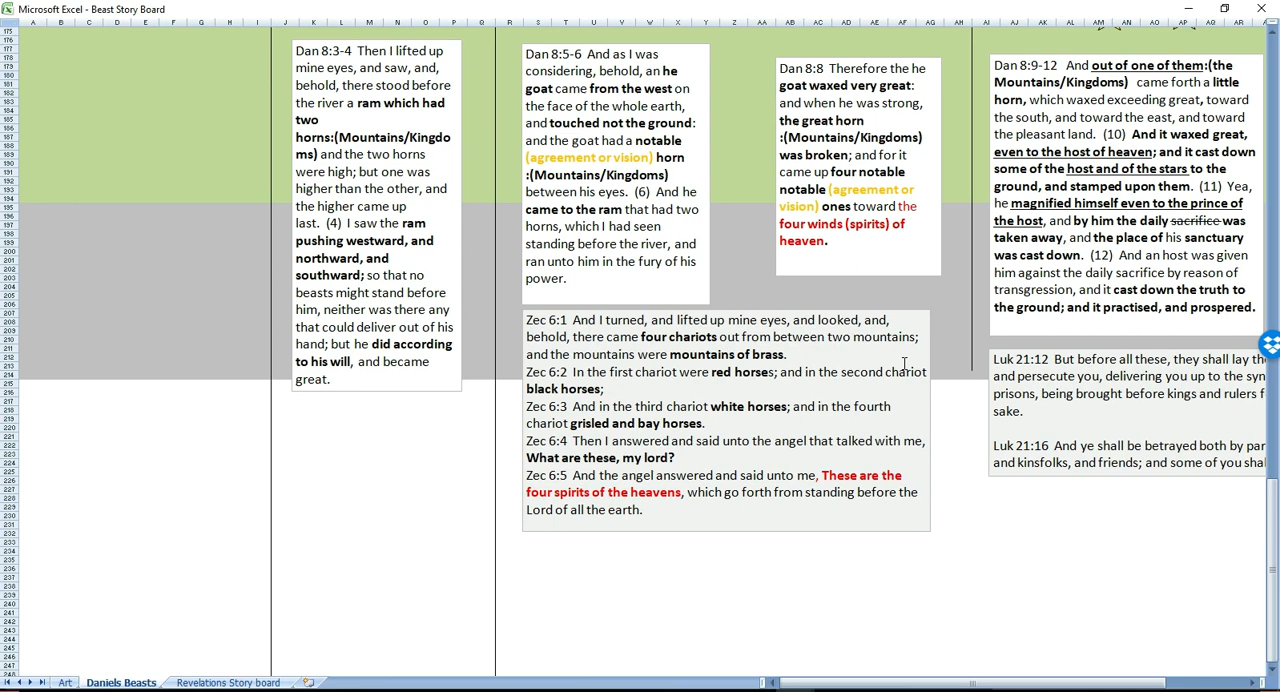 Microsoft Excel - Beast Story Board
I J K L M N O P Q R S T U V W X Y Z AA AB AC AD AE AF AG AH AI AJ AK AL AM AN AO AP AQ AR
Dan 8:3-4 Then I lifted up
mine eyes, and saw, and,
behold, there stood before
the river a ram which had
two
horns:(Mountains/Kingdo
ms) and the two horns
were high; but one was
higher than the other, and
the higher came up
last. (4) I saw the ram
pushing westward, and
northward, and
southward; so that no
beasts might stand before
him, neither was there any
that could deliver out of his
hand; but he did according
to his will, and became
great.
Dan 8:5-6 And as I was
considering, behold, an he
goat came from the west on
the face of the whole earth,
and touched not the ground:
and the goat had a notable
(agreement or vision) horn
:(Mountains/Kingdoms)
between his eyes. (6) And he
came to the ram that had two
horns, which I had seen
standing before the river, and
ran unto him in the fury of his
power.
Dan 8:8 Therefore the he
goat waxed very great:
and when he was strong,
the great horn
:(Mountains/Kingdoms)
was broken; and for it
came up four notable
notable (agreement or
vision) ones toward the
four winds (spirits) of
heaven.
Dan 8:9-12 And out of one of them:(the
Mountains/Kingdoms) came forth a little
horn, which waxed exceeding great, toward
the south, and toward the east, and toward
the pleasant land. (10) And it waxed great,
even to the host of heaven; and it cast down
some of the host and of the stars to the
ground, and stamped upon them. (11) Yea,
he magnified himself even to the prince of
the host, and by him the daily sacrifice was
taken away, and the place of his sanctuary
was cast down. (12) And an host was given
him against the daily sacrifice by reason of
transgression, and it cast down the truth to
the ground; and it practised, and prospered.
Zec 6:1 And I turned, and lifted up mine eyes, and looked, and,
behold, there came four chariots out from between two mountains;
and the mountains were mountains of brass.
Zec 6:2 In the first chariot were red horses; and in the second chariot
black horses;
Zec 6:3 And in the third chariot white horses; and in the fourth
chariot grisled and bay horses.
Zec 6:4 Then I answered and said unto the angel that talked with me,
What are these, my lord?
Zec 6:5 And the angel answered and said unto me, These are the
four spirits of the heavens, which go forth from standing before the
Lord of all the earth.
Luk 21:12 But before all these, they shall lay th
and persecute you, delivering you up to the syn
prisons, being brought before kings and rulers f
sake.
Luk 21:16 And ye shall be betrayed both by par
and kinsfolks, and friends; and some of you shal
Art Daniels Beasts Revelations Story board